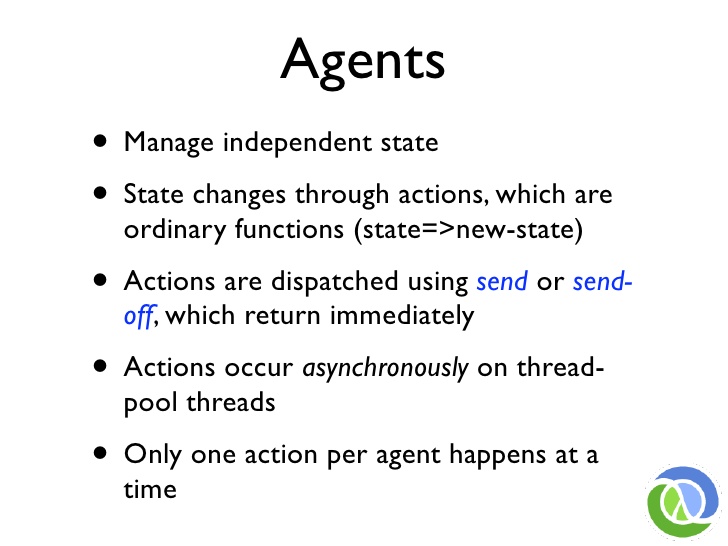 Agents
• Manage independent state
• State changes through actions, which are
ordinary functions (state=>new-state)
• Actions are dispatched using send or send-
off, which return immediately
• Actions occur asynchronously on thread-
pool threads
• Only one action per agent happens at a
time